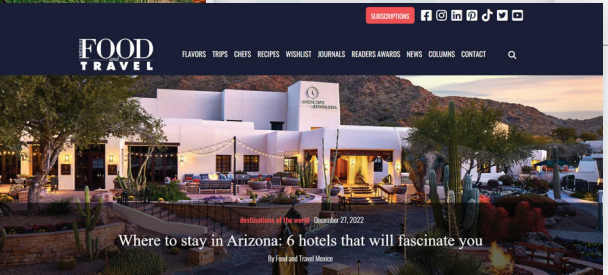 SUBSCRIPTIONS
FOOD
and
TRAVEL
FLAVORS TRIPS CHEFS RECIPES WISHLIST JOURNALS READERS AWARDS NEWS COLUMNS CONTACT
destinations of the world December 27, 2022
Where to stay in Arizona: 6 hotels that will fascinate you
By Food and Travel Mexico